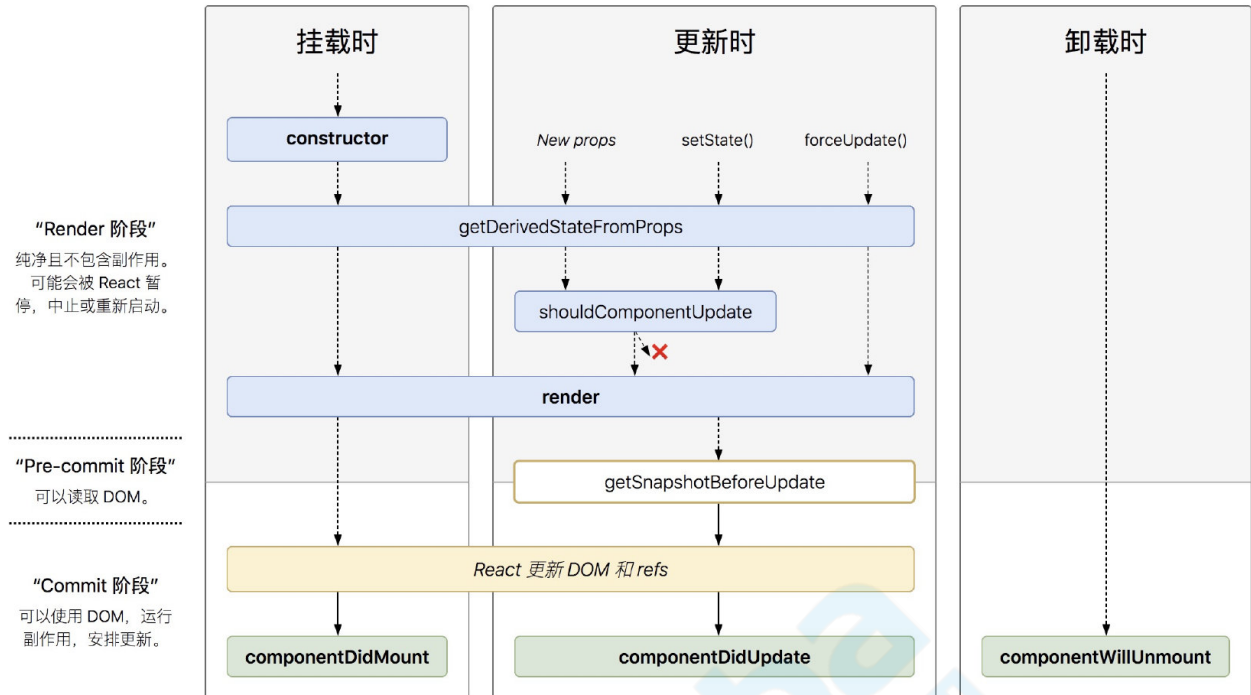 挂载时
更新时
卸载时
constructor
New props
setState()
forceUpdate()
“Render 阶段”
纯净且不包含副作用。
可能会被 React 暂
停，中止或重新启动。
getDerivedStateFromProps
shouldComponentUpdate
render
“Pre-commit 阶段”
可以读取 DOM。
getSnapshotBeforeUpdate
“Commit 阶段”
可以使用 DOM，运行
副作用，安排更新。
React 更新 DOM 和 refs
componentDidMount
componentDidUpdate
componentWillUnmount